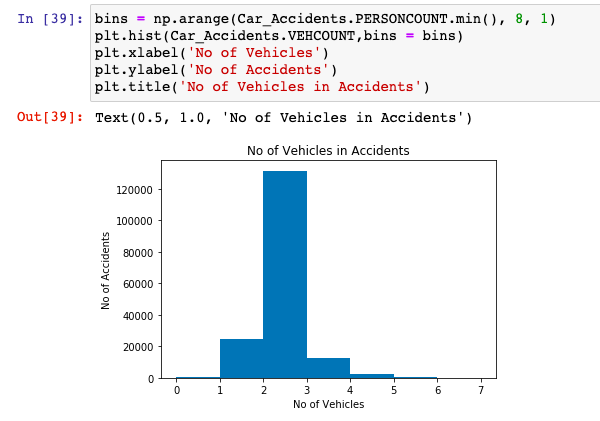 In [39]: bins = np.arange(Car_Accidents.PERSONCOUNT.min(), 8, 1)
plt.hist(Car_Accidents.VEHCOUNT,bins = bins)
plt.xlabel('No of Vehicles')
plt.ylabel('No of Accidents')
plt.title('No of Vehicles in Accidents')
Out[39]: Text(0.5, 1.0, 'No of Vehicles in Accidents')
No of Vehicles in Accidents
No of Accidents
120000
100000
80000
60000
40000
20000
0
0 1 2 3 4 5 6 7
No of Vehicles